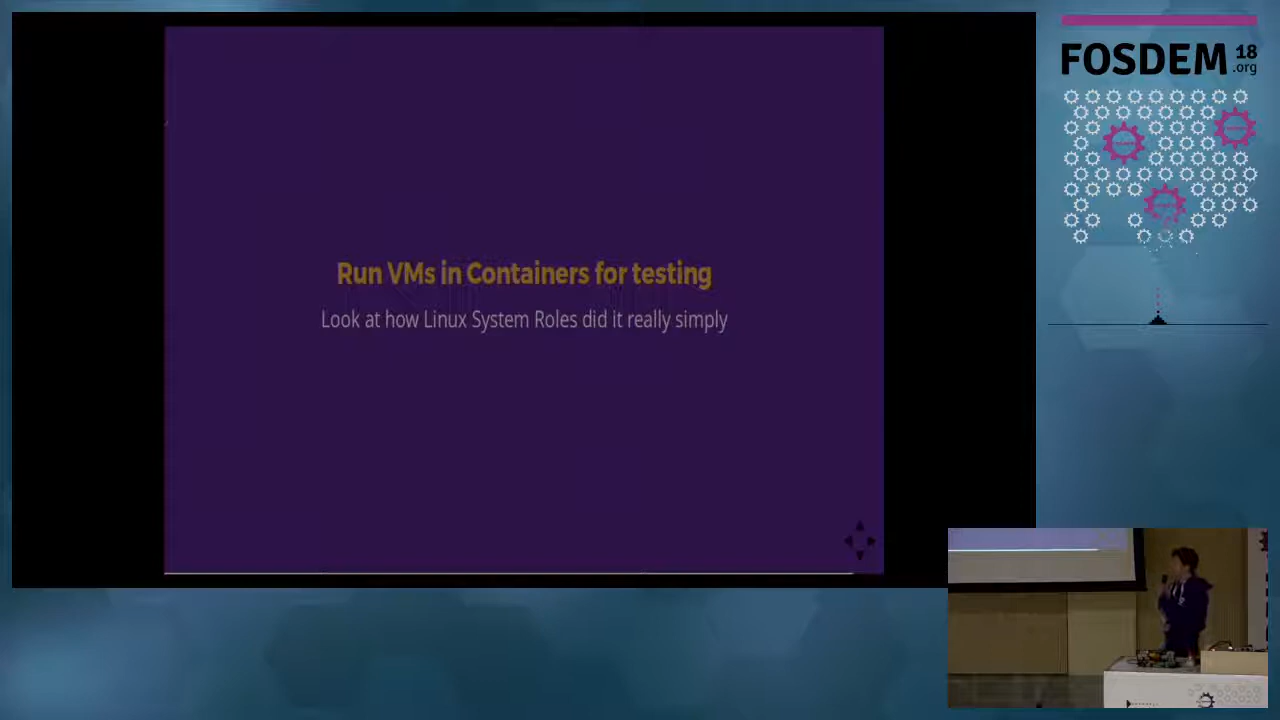 Run VMs in Containers for testing
Look at how Linux System Roles did it really simply
FOSDEM 18
.org